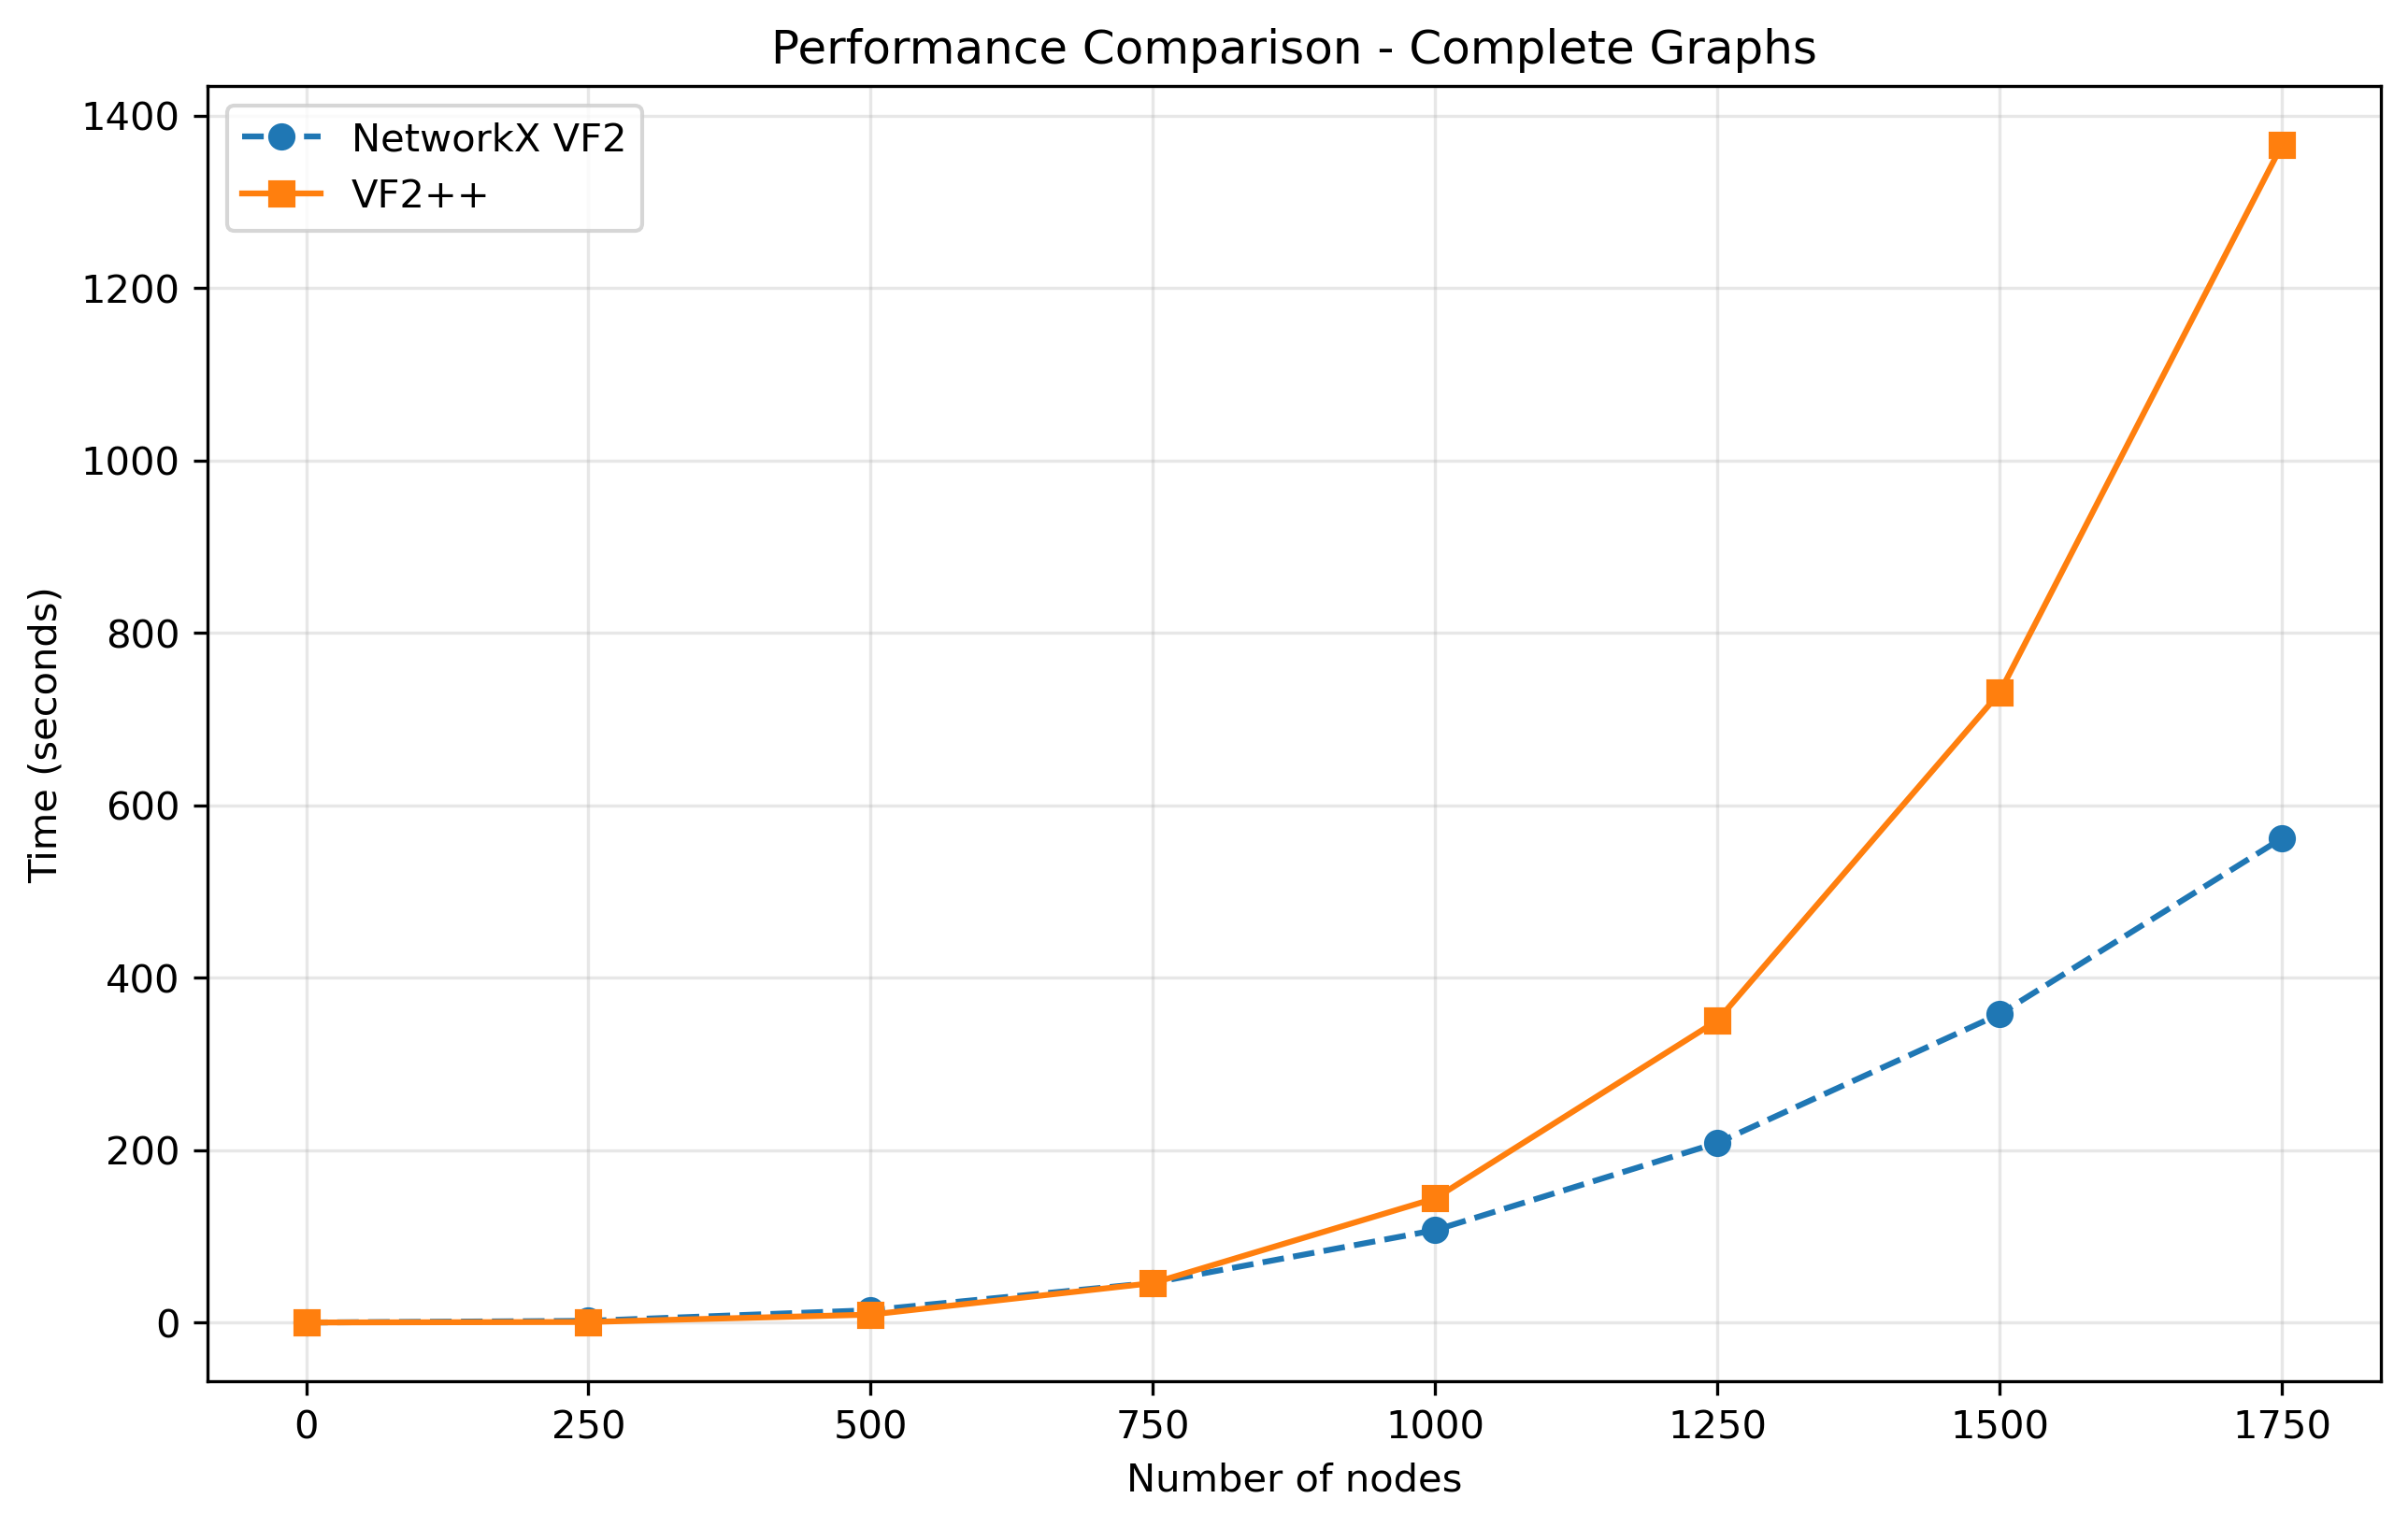 Performance Comparison - Complete Graphs
1400
1200
1000
800
600
400
200
0
Time (seconds)
NetworkX VF2
VF2++
0 250 500 750 1000 1250 1500 1750
Number of nodes